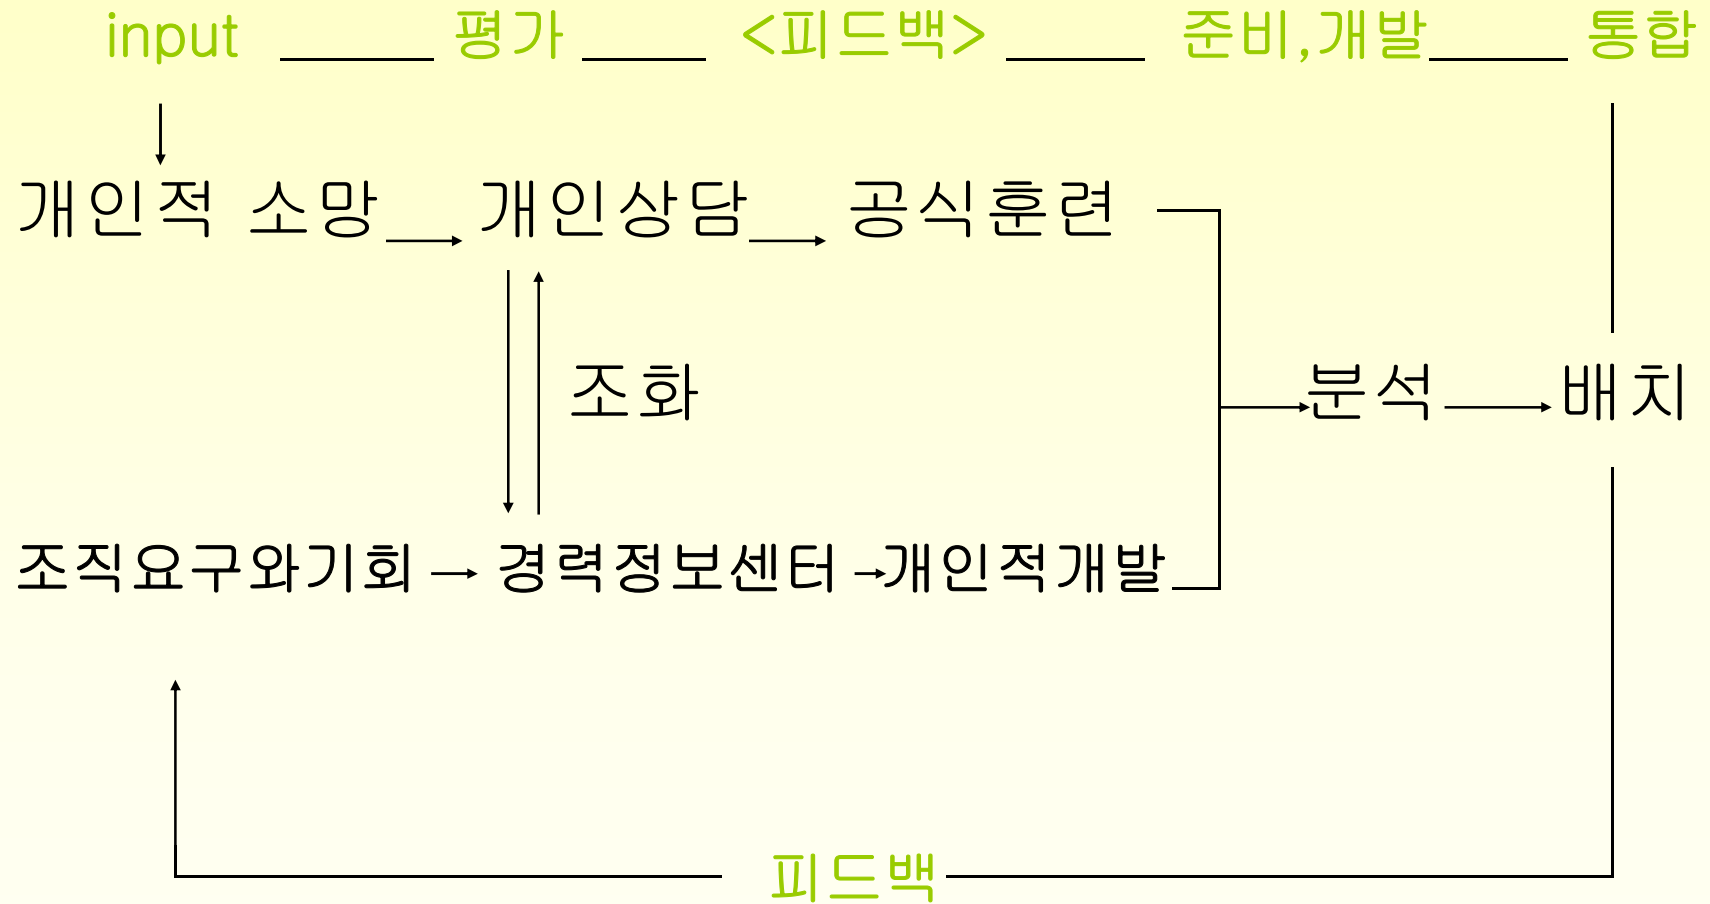 input 평가 <피드백> 준비,개발 통합
개인적 소망 개인상담 공식훈련
조화 분석 배치
조직요구와기회 경력정보센터 개인적개발
피드백